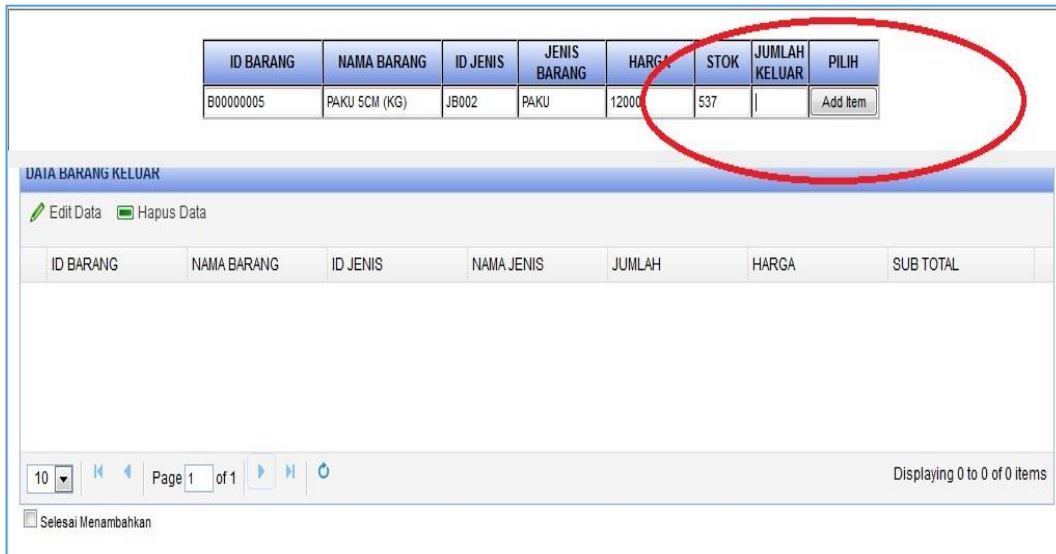 ID BARANG NAMA BARANG ID JENIS JENIS BARANG HARGA STOK JUMLAH KELUAR PILIH
B00000005 PAKU 5CM (KG) JB002 PAKU 12000 537 Add Item
DATA BARANG KELUAR
Edit Data Hapus Data
ID BARANG NAMA BARANG ID JENIS NAMA JENIS JUMLAH HARGA SUB TOTAL
10 Page 1 of 1 Displaying 0 to 0 of 0 items
Selesai Menambahkan